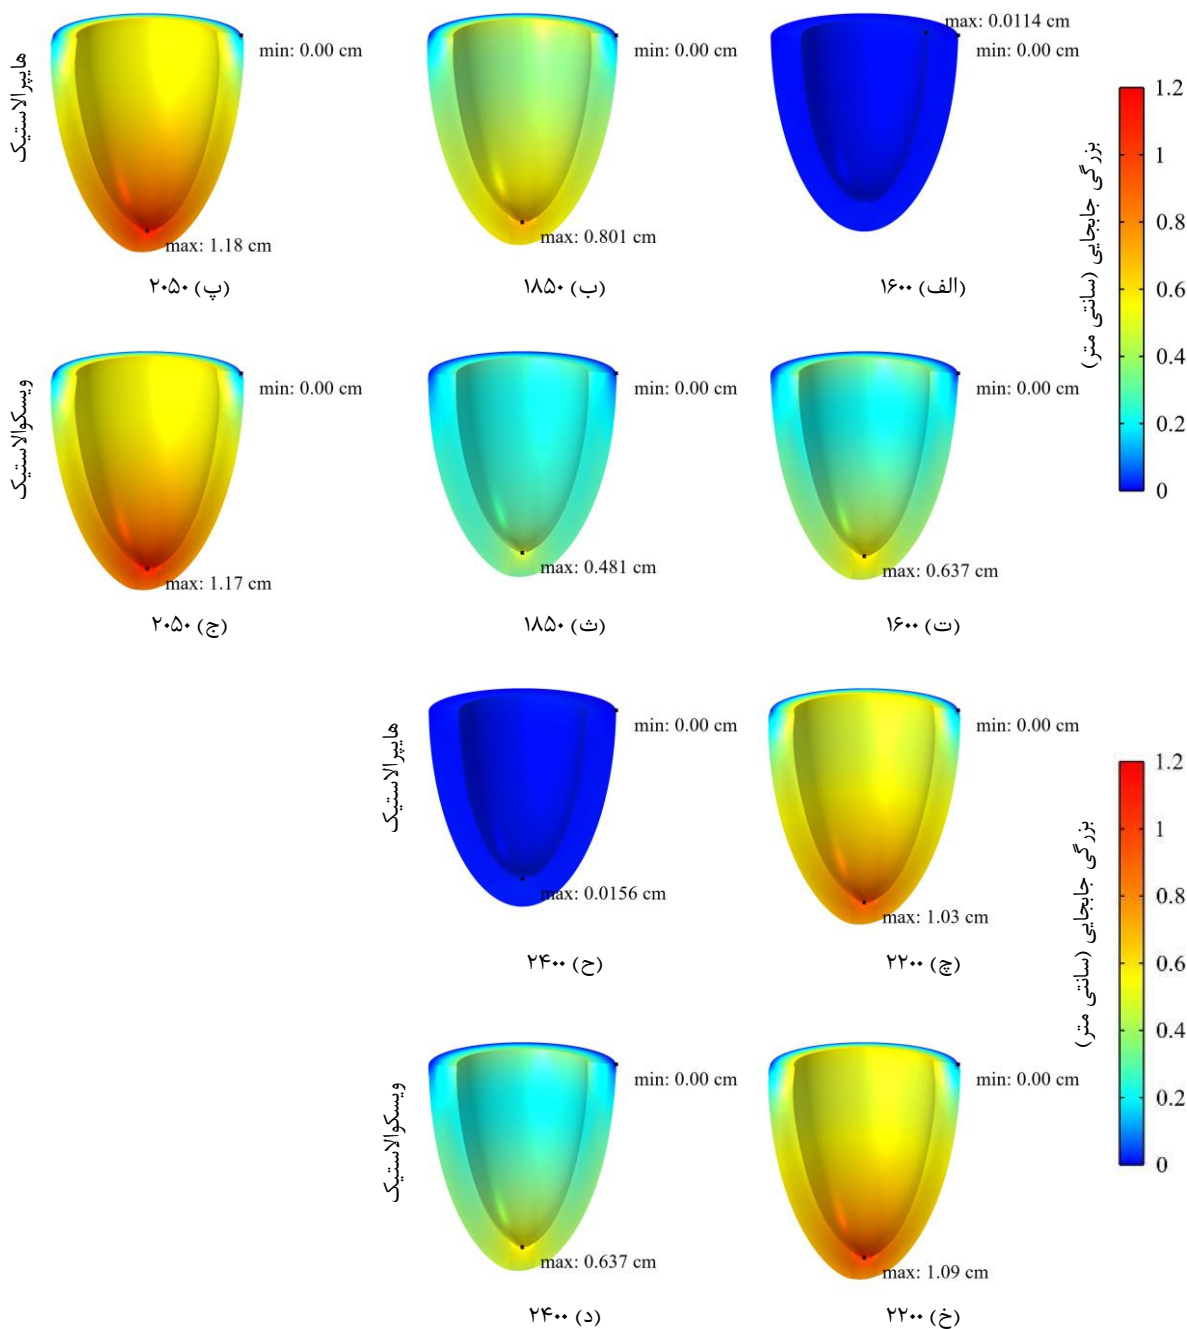 هایپرالاستیک
max: 0.0114 cm
min: 0.00 cm
min: 0.00 cm
min: 0.00 cm
max: 0.801 cm
max: 1.18 cm
(الف) ۱۶۰۰
(ب) ۱۸۵۰
(پ) ۲۰۵۰
بزرگی جابجایی (سانتی متر)
1.2
1
0.8
0.6
0.4
0.2
0
ویسکوالاستیک
min: 0.00 cm
min: 0.00 cm
min: 0.00 cm
max: 0.637 cm
max: 0.481 cm
max: 1.17 cm
(ت) ۱۶۰۰
(ث) ۱۸۵۰
(ج) ۲۰۵۰
هایپرالاستیک
min: 0.00 cm
min: 0.00 cm
max: 1.03 cm
max: 0.0156 cm
(چ) ۲۲۰۰
(ح) ۲۴۰۰
بزرگی جابجایی (سانتی متر)
1.2
1
0.8
0.6
0.4
0.2
0
ویسکوالاستیک
min: 0.00 cm
min: 0.00 cm
max: 1.09 cm
max: 0.637 cm
(خ) ۲۲۰۰
(د) ۲۴۰۰